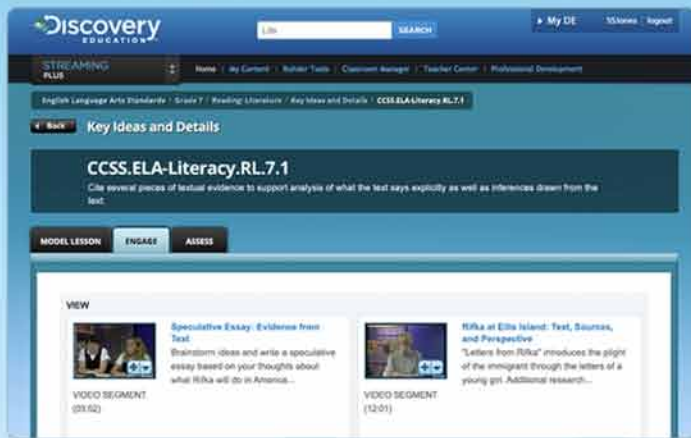 Discovery
EDUCATION
SEARCH
My DE
logout
STREAMING
PLUS
Home | My Content | Builder Tools | Classroom Manager | Teacher Center | Professional Development
English Language Arts Standards / Grade 7 / Reading: Literature / Key Ideas and Details / CCSS.ELA-Literacy.RL.7.1
Back
Key Ideas and Details
CCSS.ELA-Literacy.RL.7.1
Cite several pieces of textual evidence to support analysis of what the text says explicitly as well as inferences drawn from the
text.
MODEL LESSON
ENGAGE
ASSESS
VIEW
Speculative Essay: Evidence from
Text
Brainstorm ideas and write a speculative
essay based on your thoughts about
what Rifka will do in America...
VIDEO SEGMENT
(03:52)
Rifka at Ellis Island: Text, Sources,
and Perspective
"Letters from Rifka" introduces the plight
of the immigrant through the letters of a
young girl. Additional research...
VIDEO SEGMENT
(12:01)